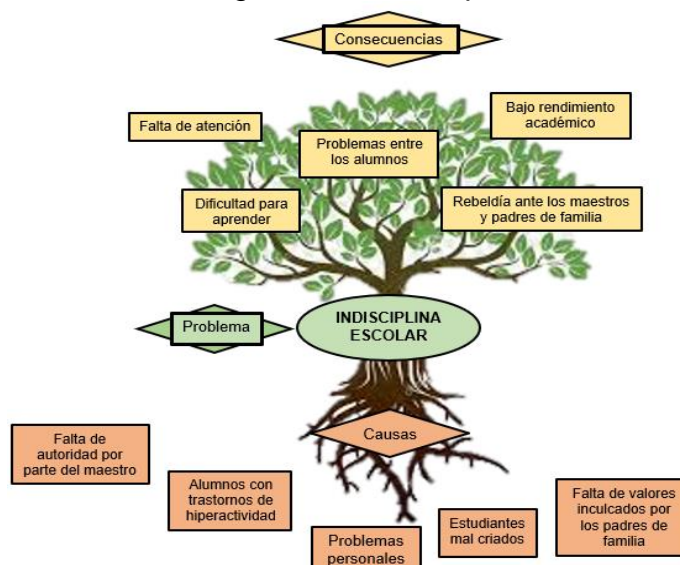 Consecuencias
Falta de atención
Bajo rendimiento
académico
Problemas entre
los alumnos
Dificultad para
aprender
Rebeldía ante los maestros
y padres de familia
Problema
INDISCIPLINA
ESCOLAR
Causas
Falta de
autoridad por
parte del maestro
Alumnos con
trastornos de
hiperactividad
Problemas
personales
Estudiantes
mal criados
Falta de valores
inculcados por
los padres de
familia